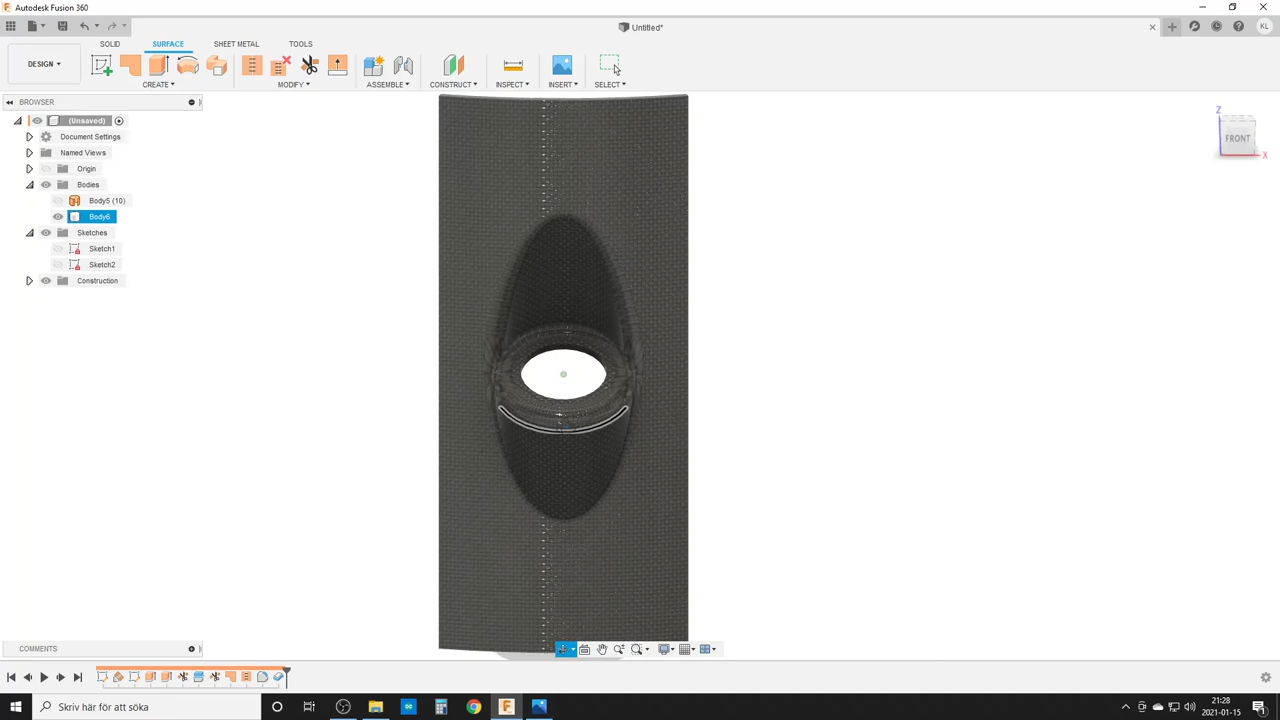 Autodesk Fusion 360
Untitled*
KL
DESIGN
SOLID
SURFACE
SHEET METAL
TOOLS
CREATE
MODIFY
ASSEMBLE
CONSTRUCT
INSPECT
INSERT
SELECT
BROWSER
(Unsaved)
Document Settings
Named Views
Origin
Bodies
Body5 (10)
Body6
Sketches
Sketch1
Sketch2
Construction
Z
FRONT
X
COMMENTS
Skriv här för att söka
21:28
2021-01-15